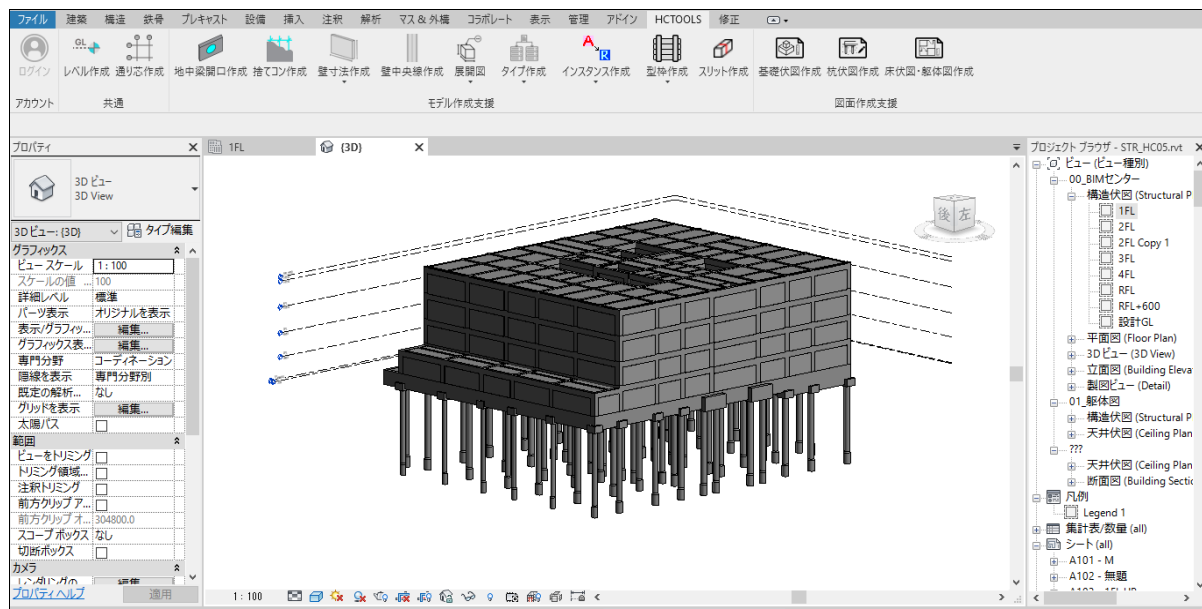 ファイル 建築 構造 鉄骨 プレキャスト 設備 挿入 注釈 解析 マス & 外構 コラボレート 表示 管理 アドイン HCTOOLS 修正
GL
A R
ログイン レベル作成 通り芯作成 地中梁開口作成 捨てコン作成 壁寸法作成 壁中央線作成 展開図 タイプ作成 インスタンス作成 型枠作成 スリット作成 基礎伏図作成 杭伏図作成 床伏図・躯体図作成
アカウント 共通 モデル作成支援 図面作成支援
プロパティ
3D ビュー
3D View
3D ビュー: {3D} タイプ編集
グラフィックス
ビュー スケール 1 : 100
スケールの値 ... 100
詳細レベル 標準
パーツ表示 オリジナルを表示
表示/グラフィッ... 編集...
グラフィックス表... 編集...
専門分野 コーディネーション
隠線を表示 専門分野別
既定の解析... なし
グリッドを表示 編集...
太陽パス
範囲
ビューをトリミング
トリミング領域...
注釈トリミング
前方クリップ ア...
前方クリップ オ... 304800.0
スコープ ボックス なし
切断ボックス
カメラ
レンダリングの 編集
プロパティ ヘルプ 適用
1FL {3D}
後 左
1 : 100
プロジェクト ブラウザ - STR_HC05.rvt
ビュー (ビュー種別)
00_BIMセンター
構造伏図 (Structural P
1FL
2FL
2FL Copy 1
3FL
4FL
RFL
RFL+600
設計GL
平面図 (Floor Plan)
3D ビュー (3D View)
立面図 (Building Eleva
製図ビュー (Detail)
01_躯体図
構造伏図 (Structural P
天井伏図 (Ceiling Plan
???
天井伏図 (Ceiling Plan
断面図 (Building Sectio
凡例
Legend 1
集計表/数量 (all)
シート (all)
A101 - M
A102 - 無題